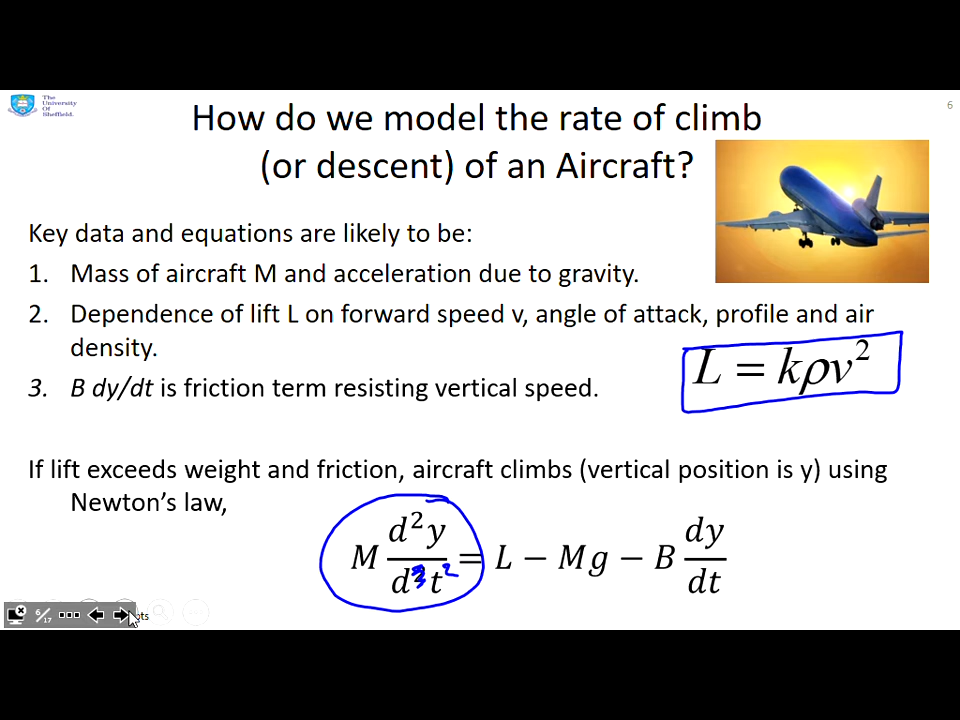 The
University
Of
Sheffield.
6
How do we model the rate of climb
(or descent) of an Aircraft?
Key data and equations are likely to be:
1. Mass of aircraft M and acceleration due to gravity.
2. Dependence of lift L on forward speed v, angle of attack, profile and air
density.
L = kρv²
3. B dy/dt is friction term resisting vertical speed.
If lift exceeds weight and friction, aircraft climbs (vertical position is y) using
Newton's law,
M d²y/dt² = L − Mg − B dy/dt
6/17